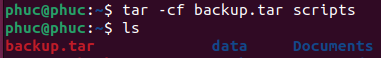 phuc@phuc:~$ tar -cf backup.tar scripts
phuc@phuc:~$ ls
backup.tar data Documents